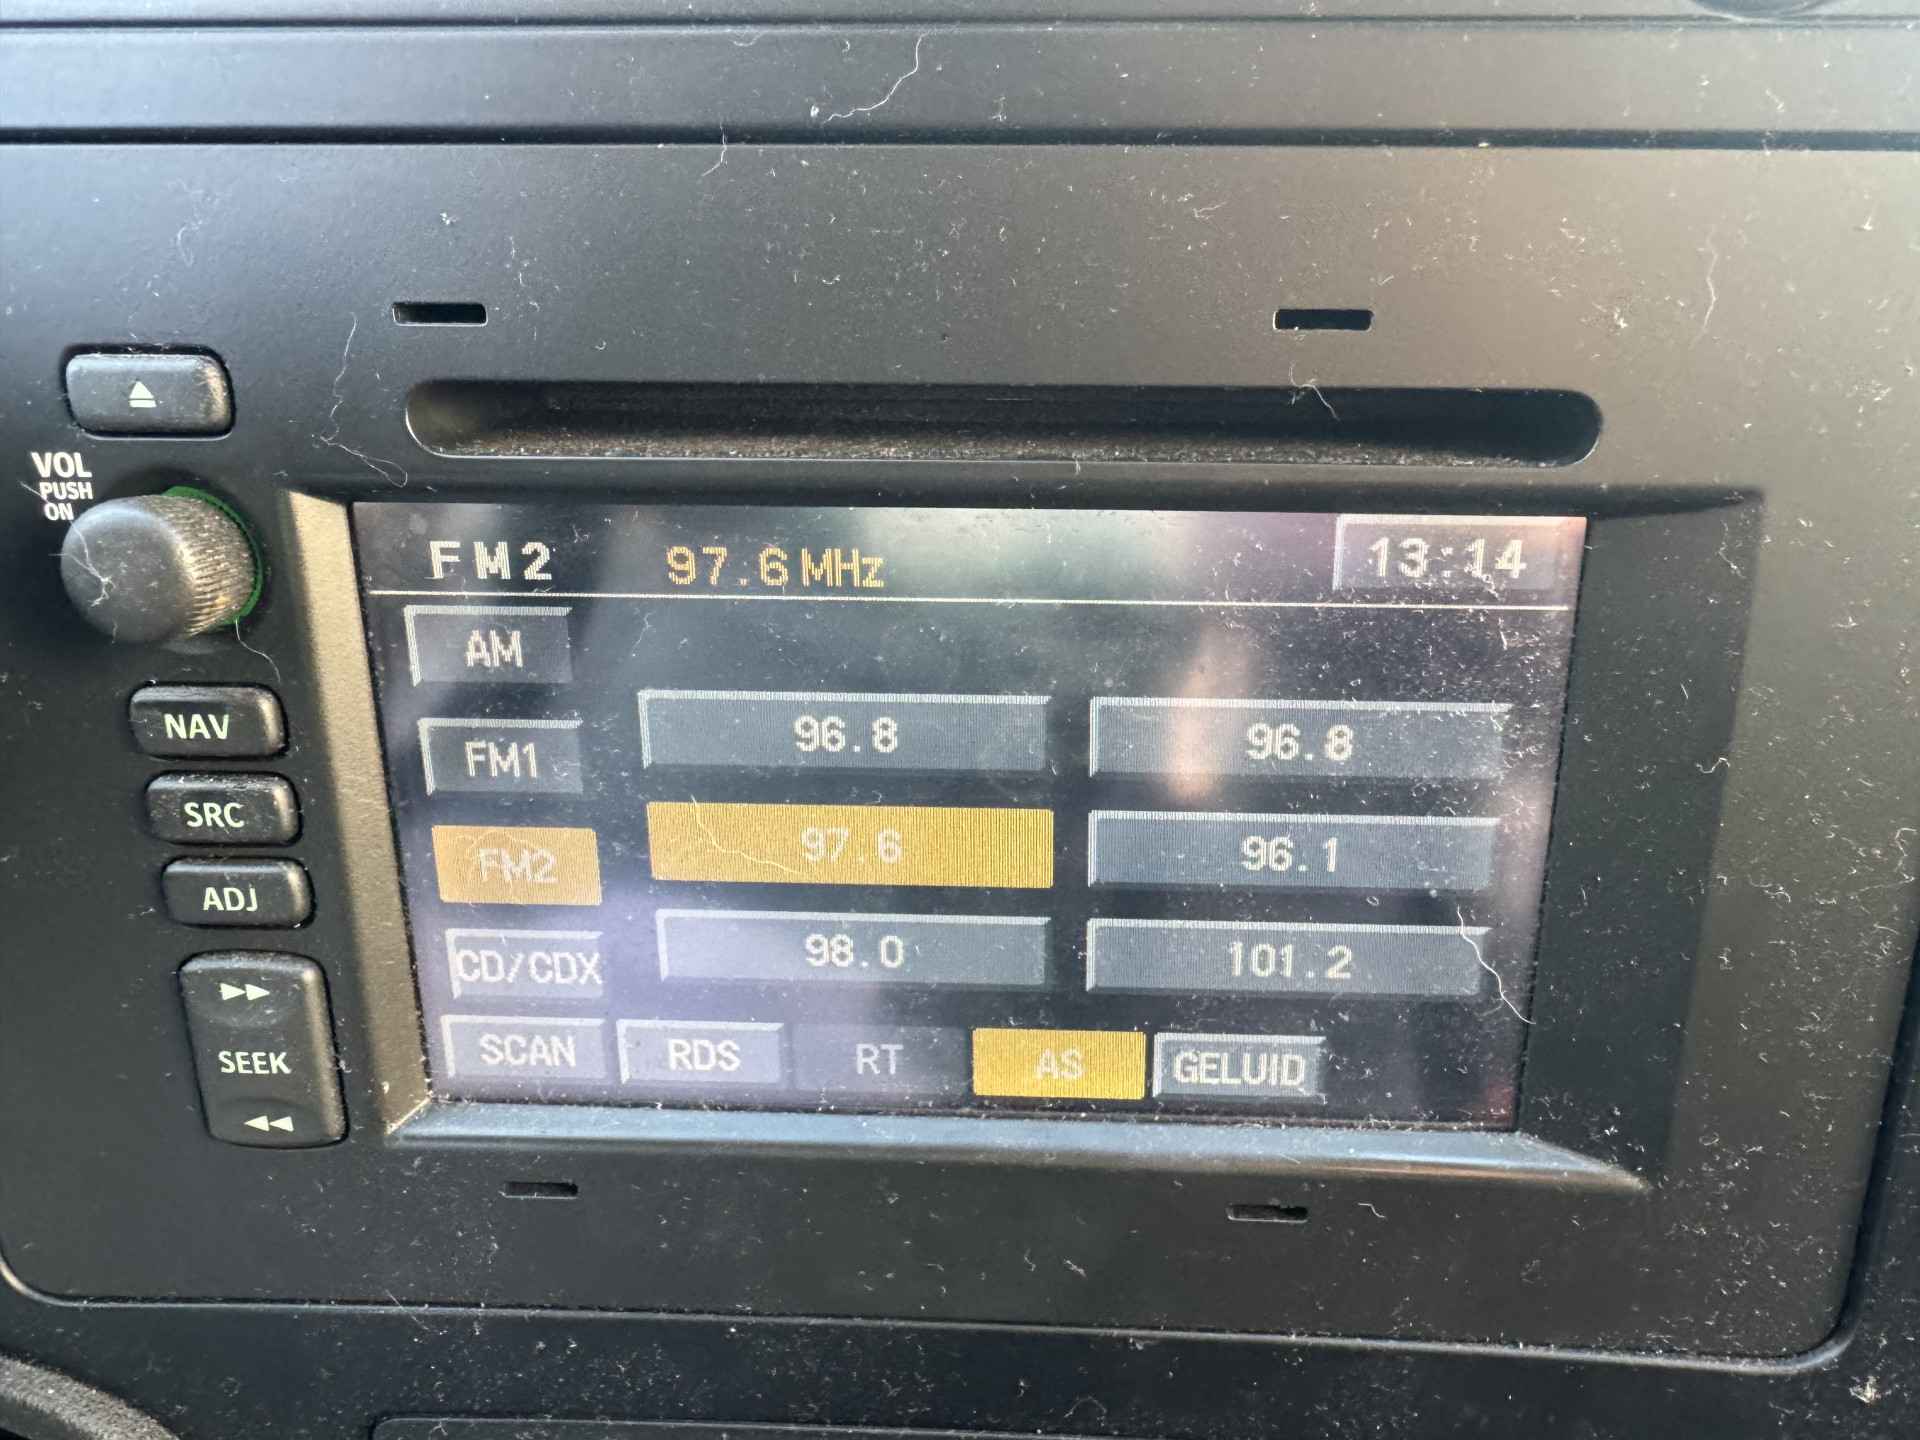 VOL
PUSH
ON
NAV
SRC
ADJ
SEEK
FM2 97.6 MHz 13:14
AM
FM1
FM2
CD/CDX
96.8 96.8
97.6 96.1
98.0 101.2
SCAN RDS RT AS GELUID